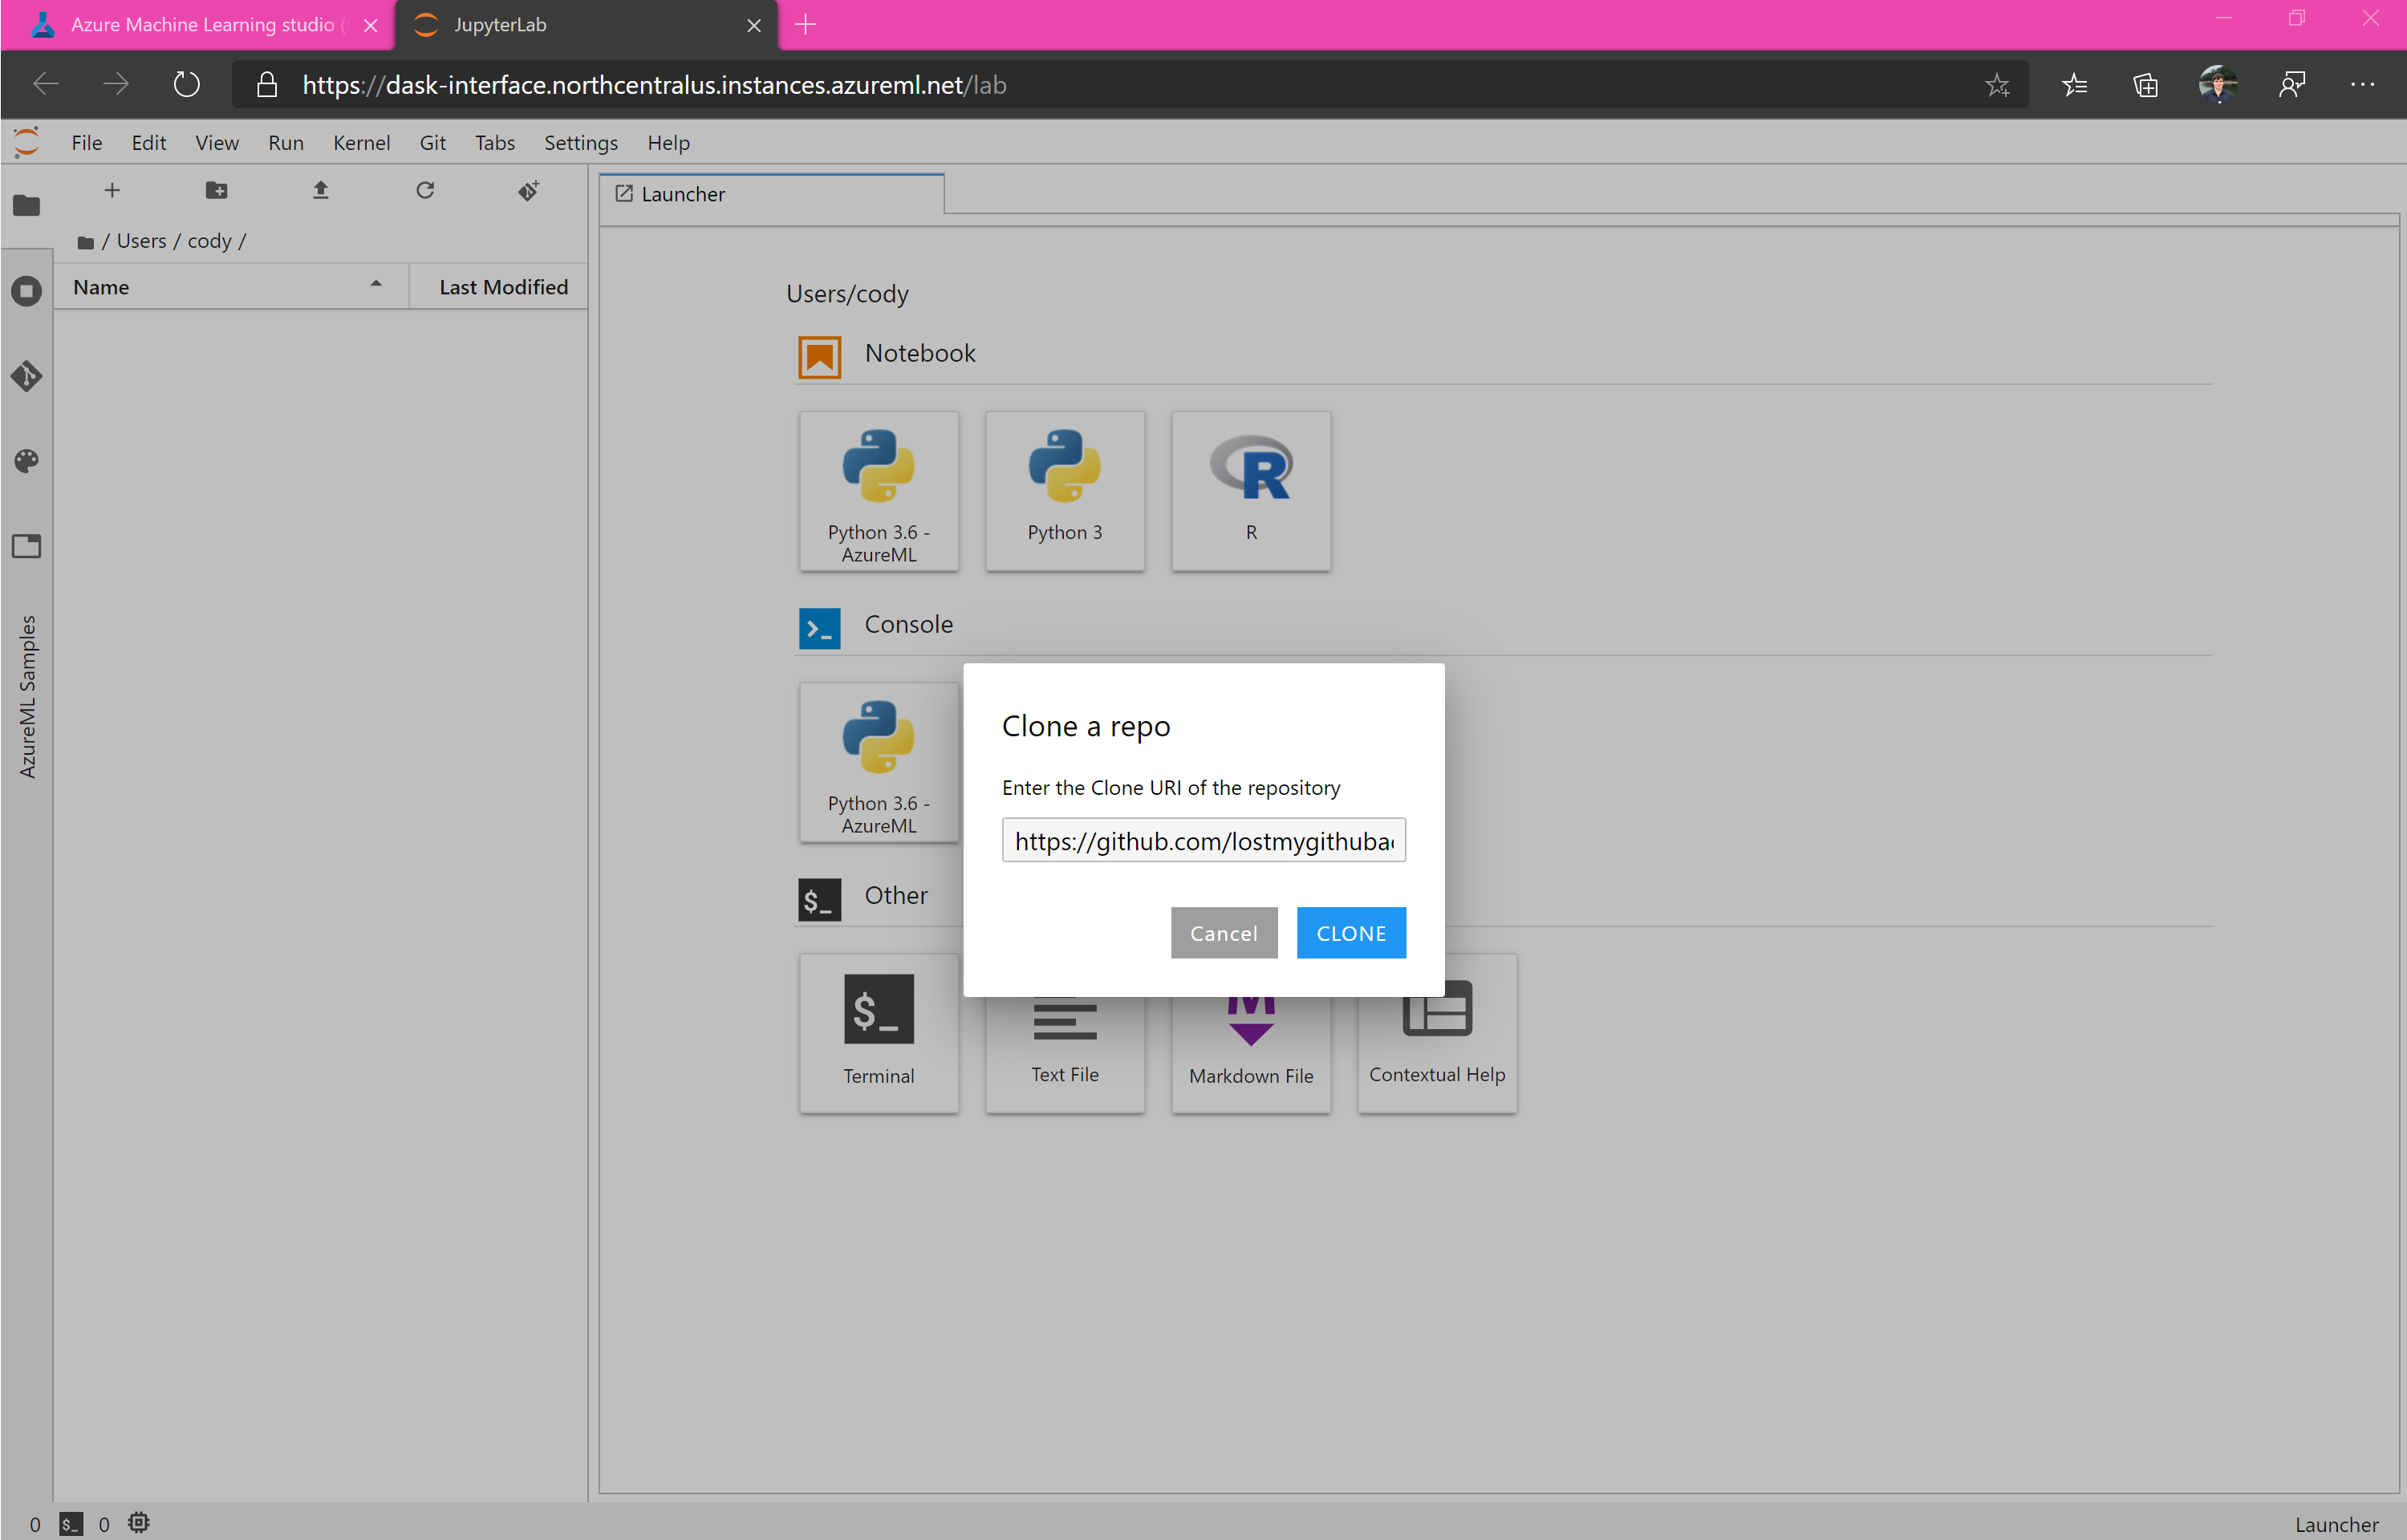 Azure Machine Learning studio (
JupyterLab
https://dask-interface.northcentralus.instances.azureml.net/lab
File Edit View Run Kernel Git Tabs Settings Help
/ Users / cody /
Name Last Modified
AzureML Samples
Launcher
Users/cody
Notebook
Python 3.6 -
AzureML
Python 3
R
Console
Python 3.6 -
AzureML
Other
$_ Terminal
Text File
Markdown File
Contextual Help
Clone a repo
Enter the Clone URI of the repository
https://github.com/lostmygithubac
Cancel CLONE
0 $_ 0
Launcher